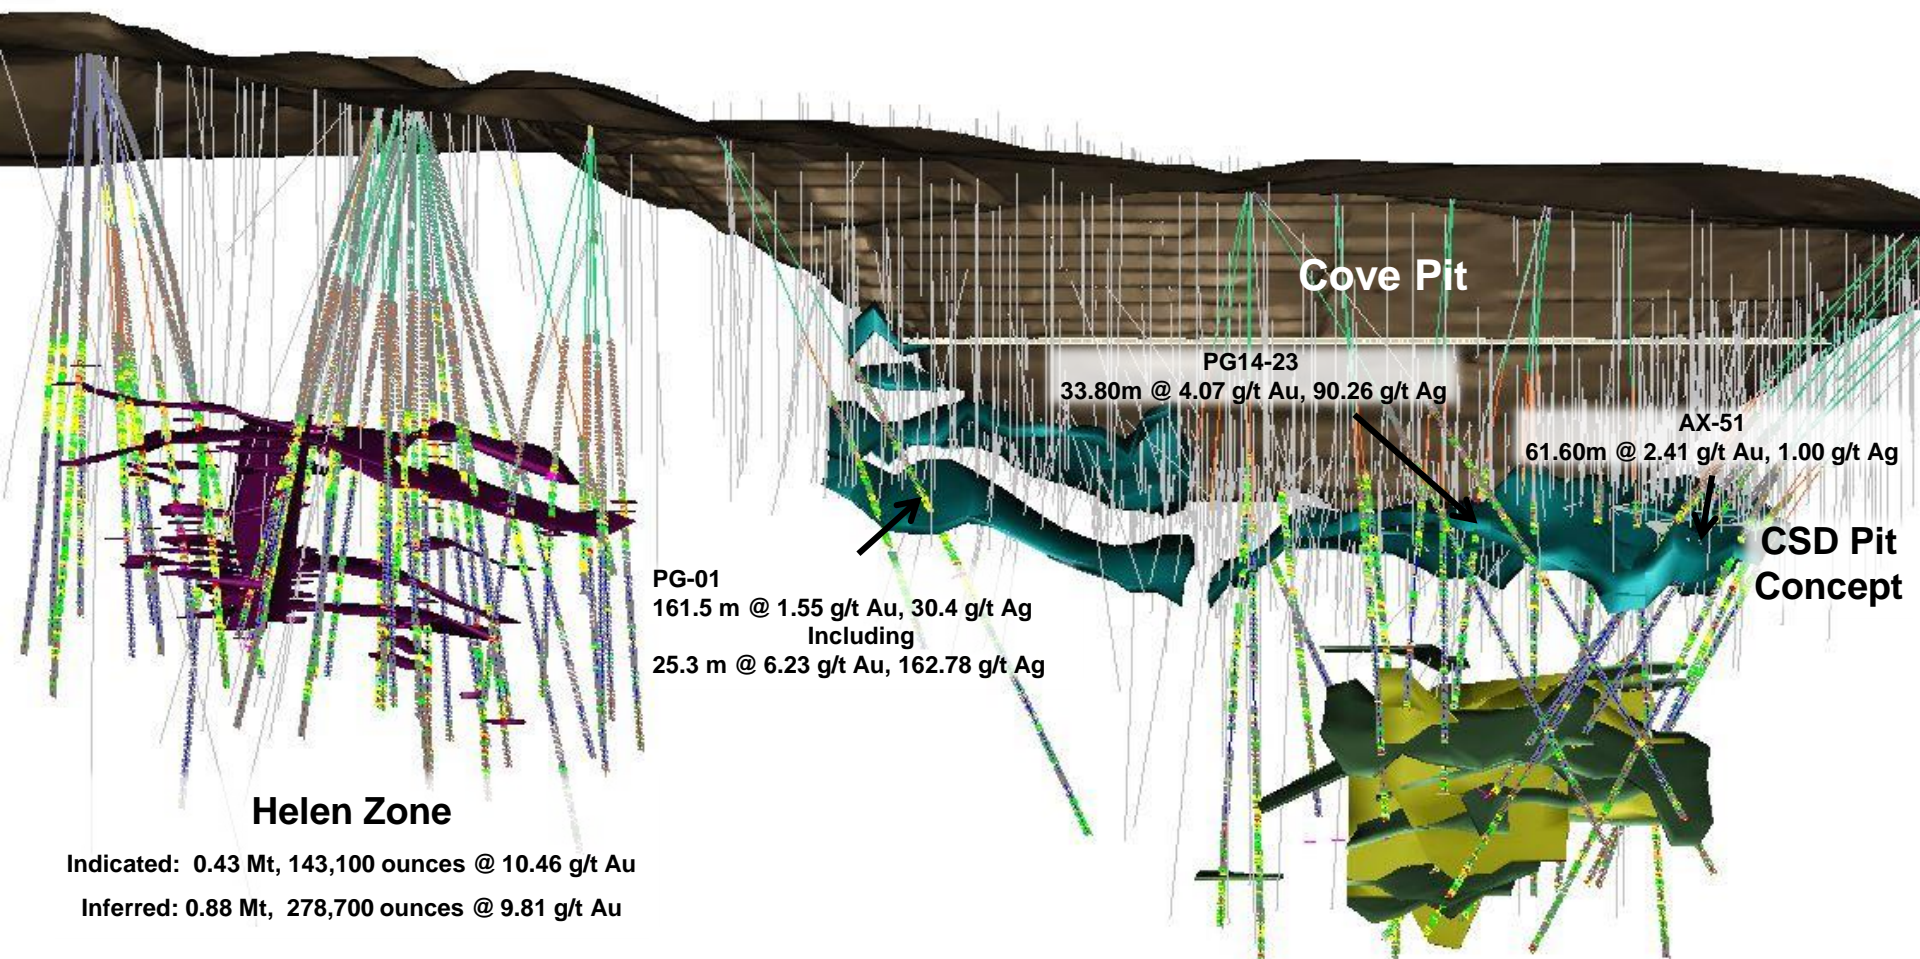 Cove Pit
PG14-23
33.80m @ 4.07 g/t Au, 90.26 g/t Ag
AX-51
61.60m @ 2.41 g/t Au, 1.00 g/t Ag
CSD Pit
Concept
PG-01
161.5 m @ 1.55 g/t Au, 30.4 g/t Ag
Including
25.3 m @ 6.23 g/t Au, 162.78 g/t Ag
Helen Zone
Indicated: 0.43 Mt, 143,100 ounces @ 10.46 g/t Au
Inferred: 0.88 Mt, 278,700 ounces @ 9.81 g/t Au